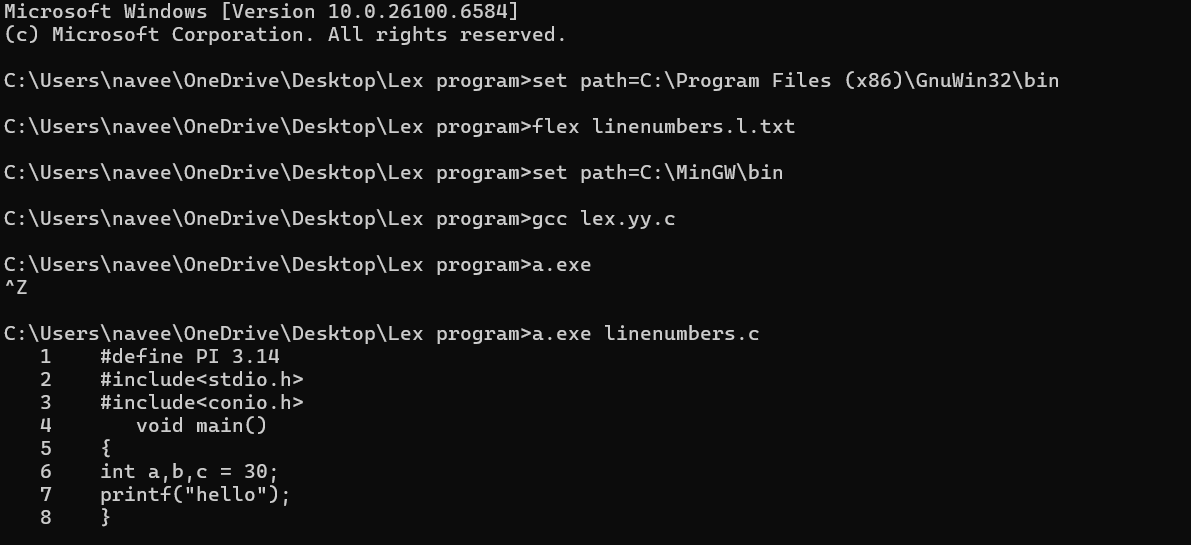 Microsoft Windows [Version 10.0.26100.6584]
(c) Microsoft Corporation. All rights reserved.
C:\Users\navee\OneDrive\Desktop\Lex program>set path=C:\Program Files (x86)\GnuWin32\bin
C:\Users\navee\OneDrive\Desktop\Lex program>flex linenumbers.l.txt
C:\Users\navee\OneDrive\Desktop\Lex program>set path=C:\MinGW\bin
C:\Users\navee\OneDrive\Desktop\Lex program>gcc lex.yy.c
C:\Users\navee\OneDrive\Desktop\Lex program>a.exe
^Z
C:\Users\navee\OneDrive\Desktop\Lex program>a.exe linenumbers.c
   1    #define PI 3.14
   2    #include<stdio.h>
   3    #include<conio.h>
   4       void main()
   5    {
   6    int a,b,c = 30;
   7    printf("hello");
   8    }